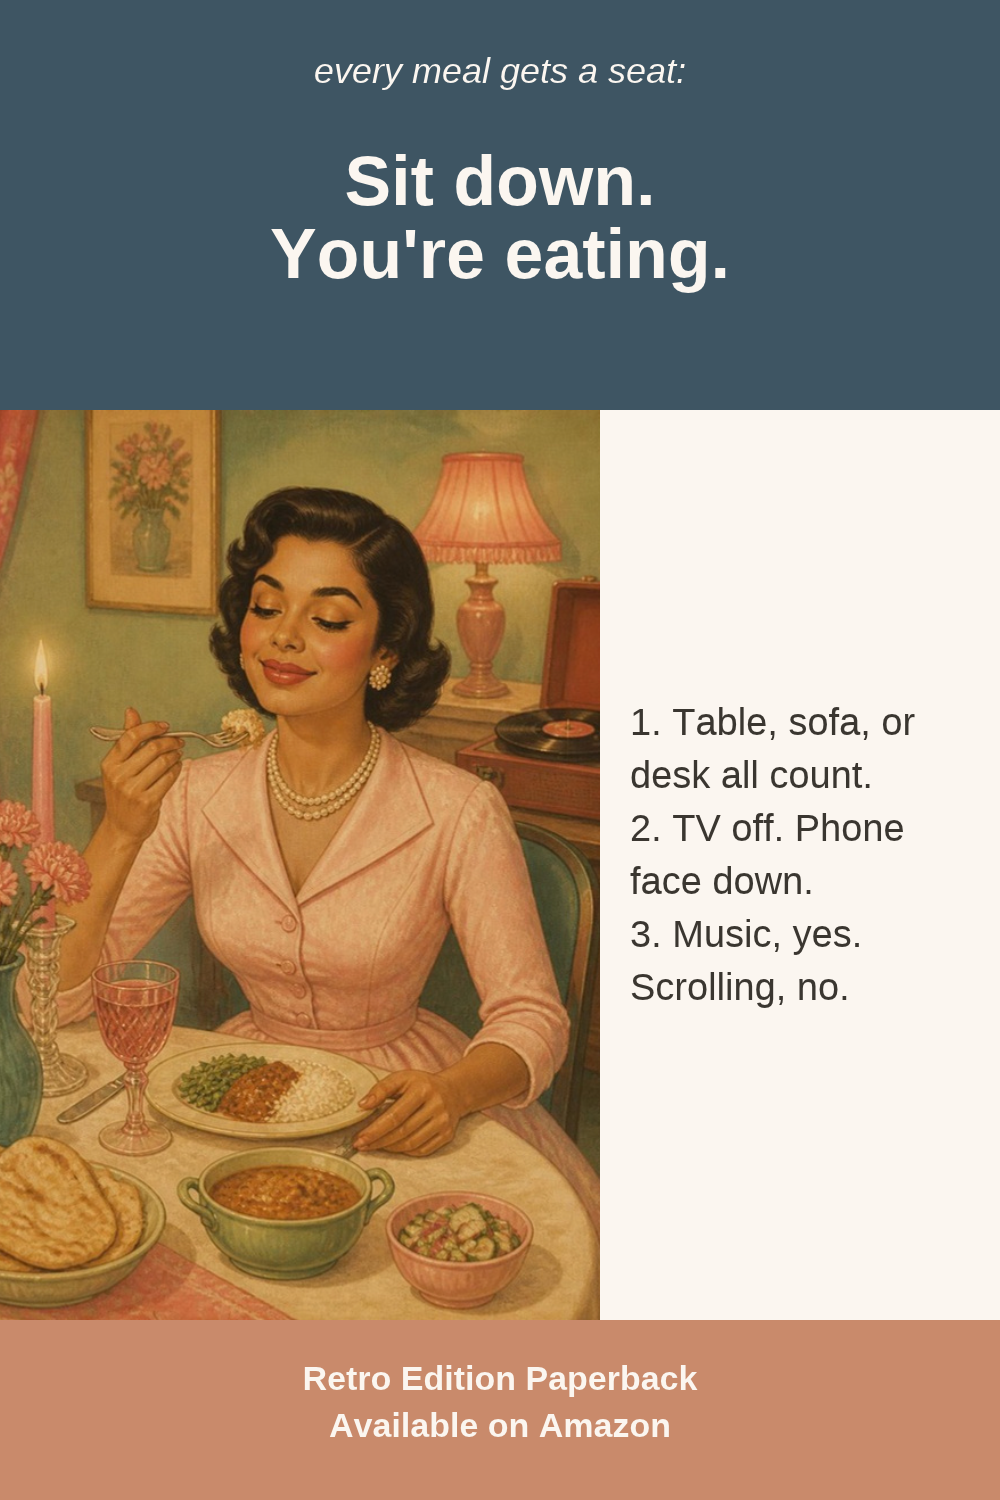 every meal gets a seat:
Sit down.
You're eating.
1. Table, sofa, or
desk all count.
2. TV off. Phone
face down.
3. Music, yes.
Scrolling, no.
Retro Edition Paperback
Available on Amazon